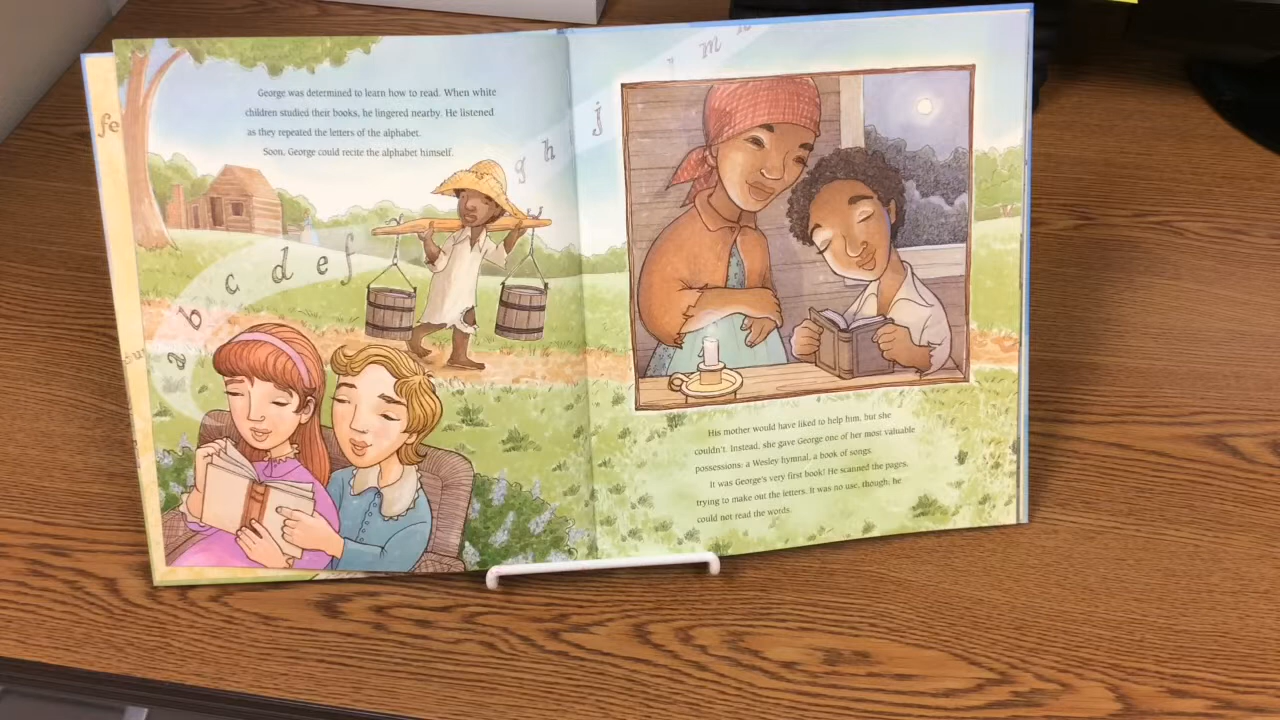 George was determined to learn how to read. When white
children studied their books, he lingered nearby. He listened
as they repeated the letters of the alphabet.
Soon, George could recite the alphabet himself.
a b c d e f g h
j l m n
fe
His mother would have liked to help him, but she
couldn't. Instead, she gave George one of her most valuable
possessions: a Wesley hymnal, a book of songs.
It was George's very first book! He scanned the pages,
trying to make out the letters. It was no use, though; he
could not read the words.